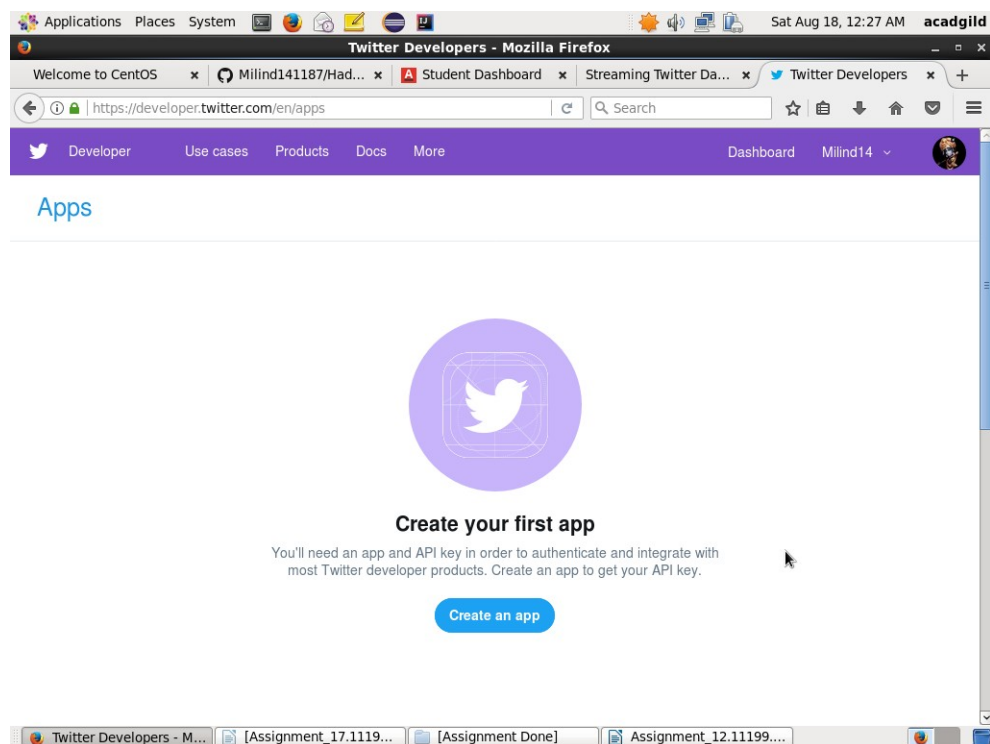 Applications Places System Sat Aug 18, 12:27 AM acadgild
Twitter Developers - Mozilla Firefox
Welcome to CentOS Milind141187/Had... Student Dashboard Streaming Twitter Da... Twitter Developers
https://developer.twitter.com/en/apps Search
Developer Use cases Products Docs More Dashboard Milind14
Apps
Create your first app
You'll need an app and API key in order to authenticate and integrate with
most Twitter developer products. Create an app to get your API key.
Create an app
Twitter Developers - M... [Assignment_17.1119... [Assignment Done] Assignment_12.11199....